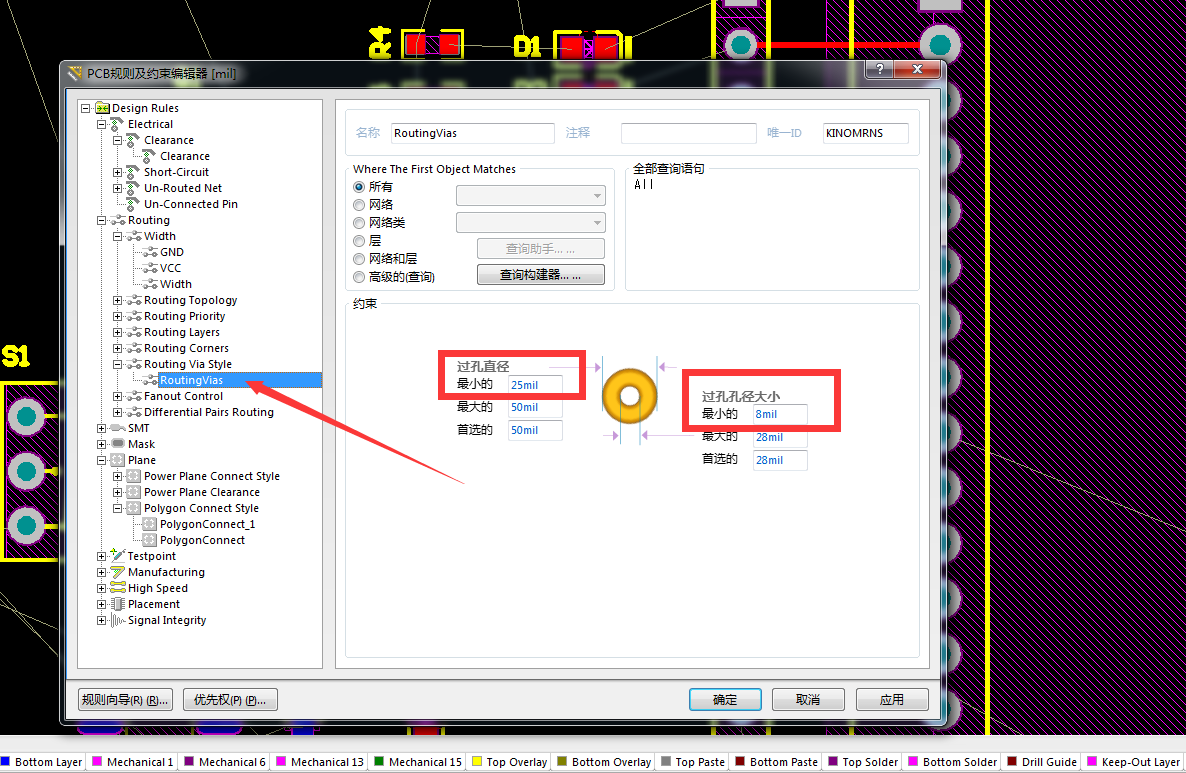 R4
D1
S1
PCB规则及约束编辑器 [mil]
?
X
Design Rules
Electrical
Clearance
Clearance
Short-Circuit
Un-Routed Net
Un-Connected Pin
Routing
Width
GND
VCC
Width
Routing Topology
Routing Priority
Routing Layers
Routing Corners
Routing Via Style
RoutingVias
Fanout Control
Differential Pairs Routing
SMT
Mask
Plane
Power Plane Connect Style
Power Plane Clearance
Polygon Connect Style
PolygonConnect_1
PolygonConnect
Testpoint
Manufacturing
High Speed
Placement
Signal Integrity
名称 RoutingVias 注释 唯一ID KINOMRNS
Where The First Object Matches
所有
网络
网络类
层
网络和层
高级的(查询)
查询助手... ...
查询构建器... ...
全部查询语句
All
约束
过孔直径
最小的 25mil
最大的 50mil
首选的 50mil
过孔孔径大小
最小的 8mil
最大的 28mil
首选的 28mil
规则向导(R) (R)... 优先权(P) (P)... 确定 取消 应用
Bottom Layer Mechanical 1 Mechanical 6 Mechanical 13 Mechanical 15 Top Overlay Bottom Overlay Top Paste Bottom Paste Top Solder Bottom Solder Drill Guide Keep-Out Layer